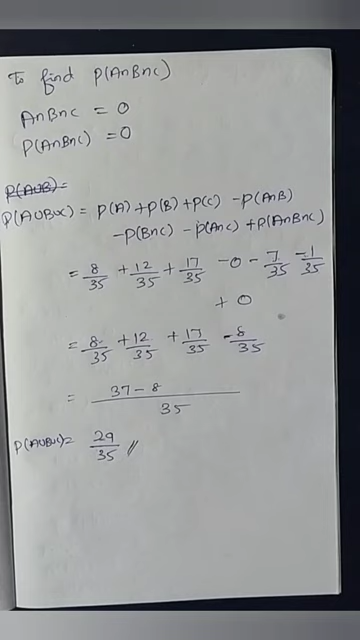 To find P(A∩B∩C)
A∩B∩C = 0
P(A∩B∩C) = 0
P(A∪B) =
P(A∪B∪C) = P(A) + P(B) + P(C) - P(A∩B)
- P(B∩C) - P(A∩C) + P(A∩B∩C)
= 8/35 + 12/35 + 17/35 - 0 - 7/35 - 1/35
+ 0
= 8/35 + 12/35 + 17/35 - 8/35
= 37 - 8 / 35
P(A∪B∪C) = 29/35 //